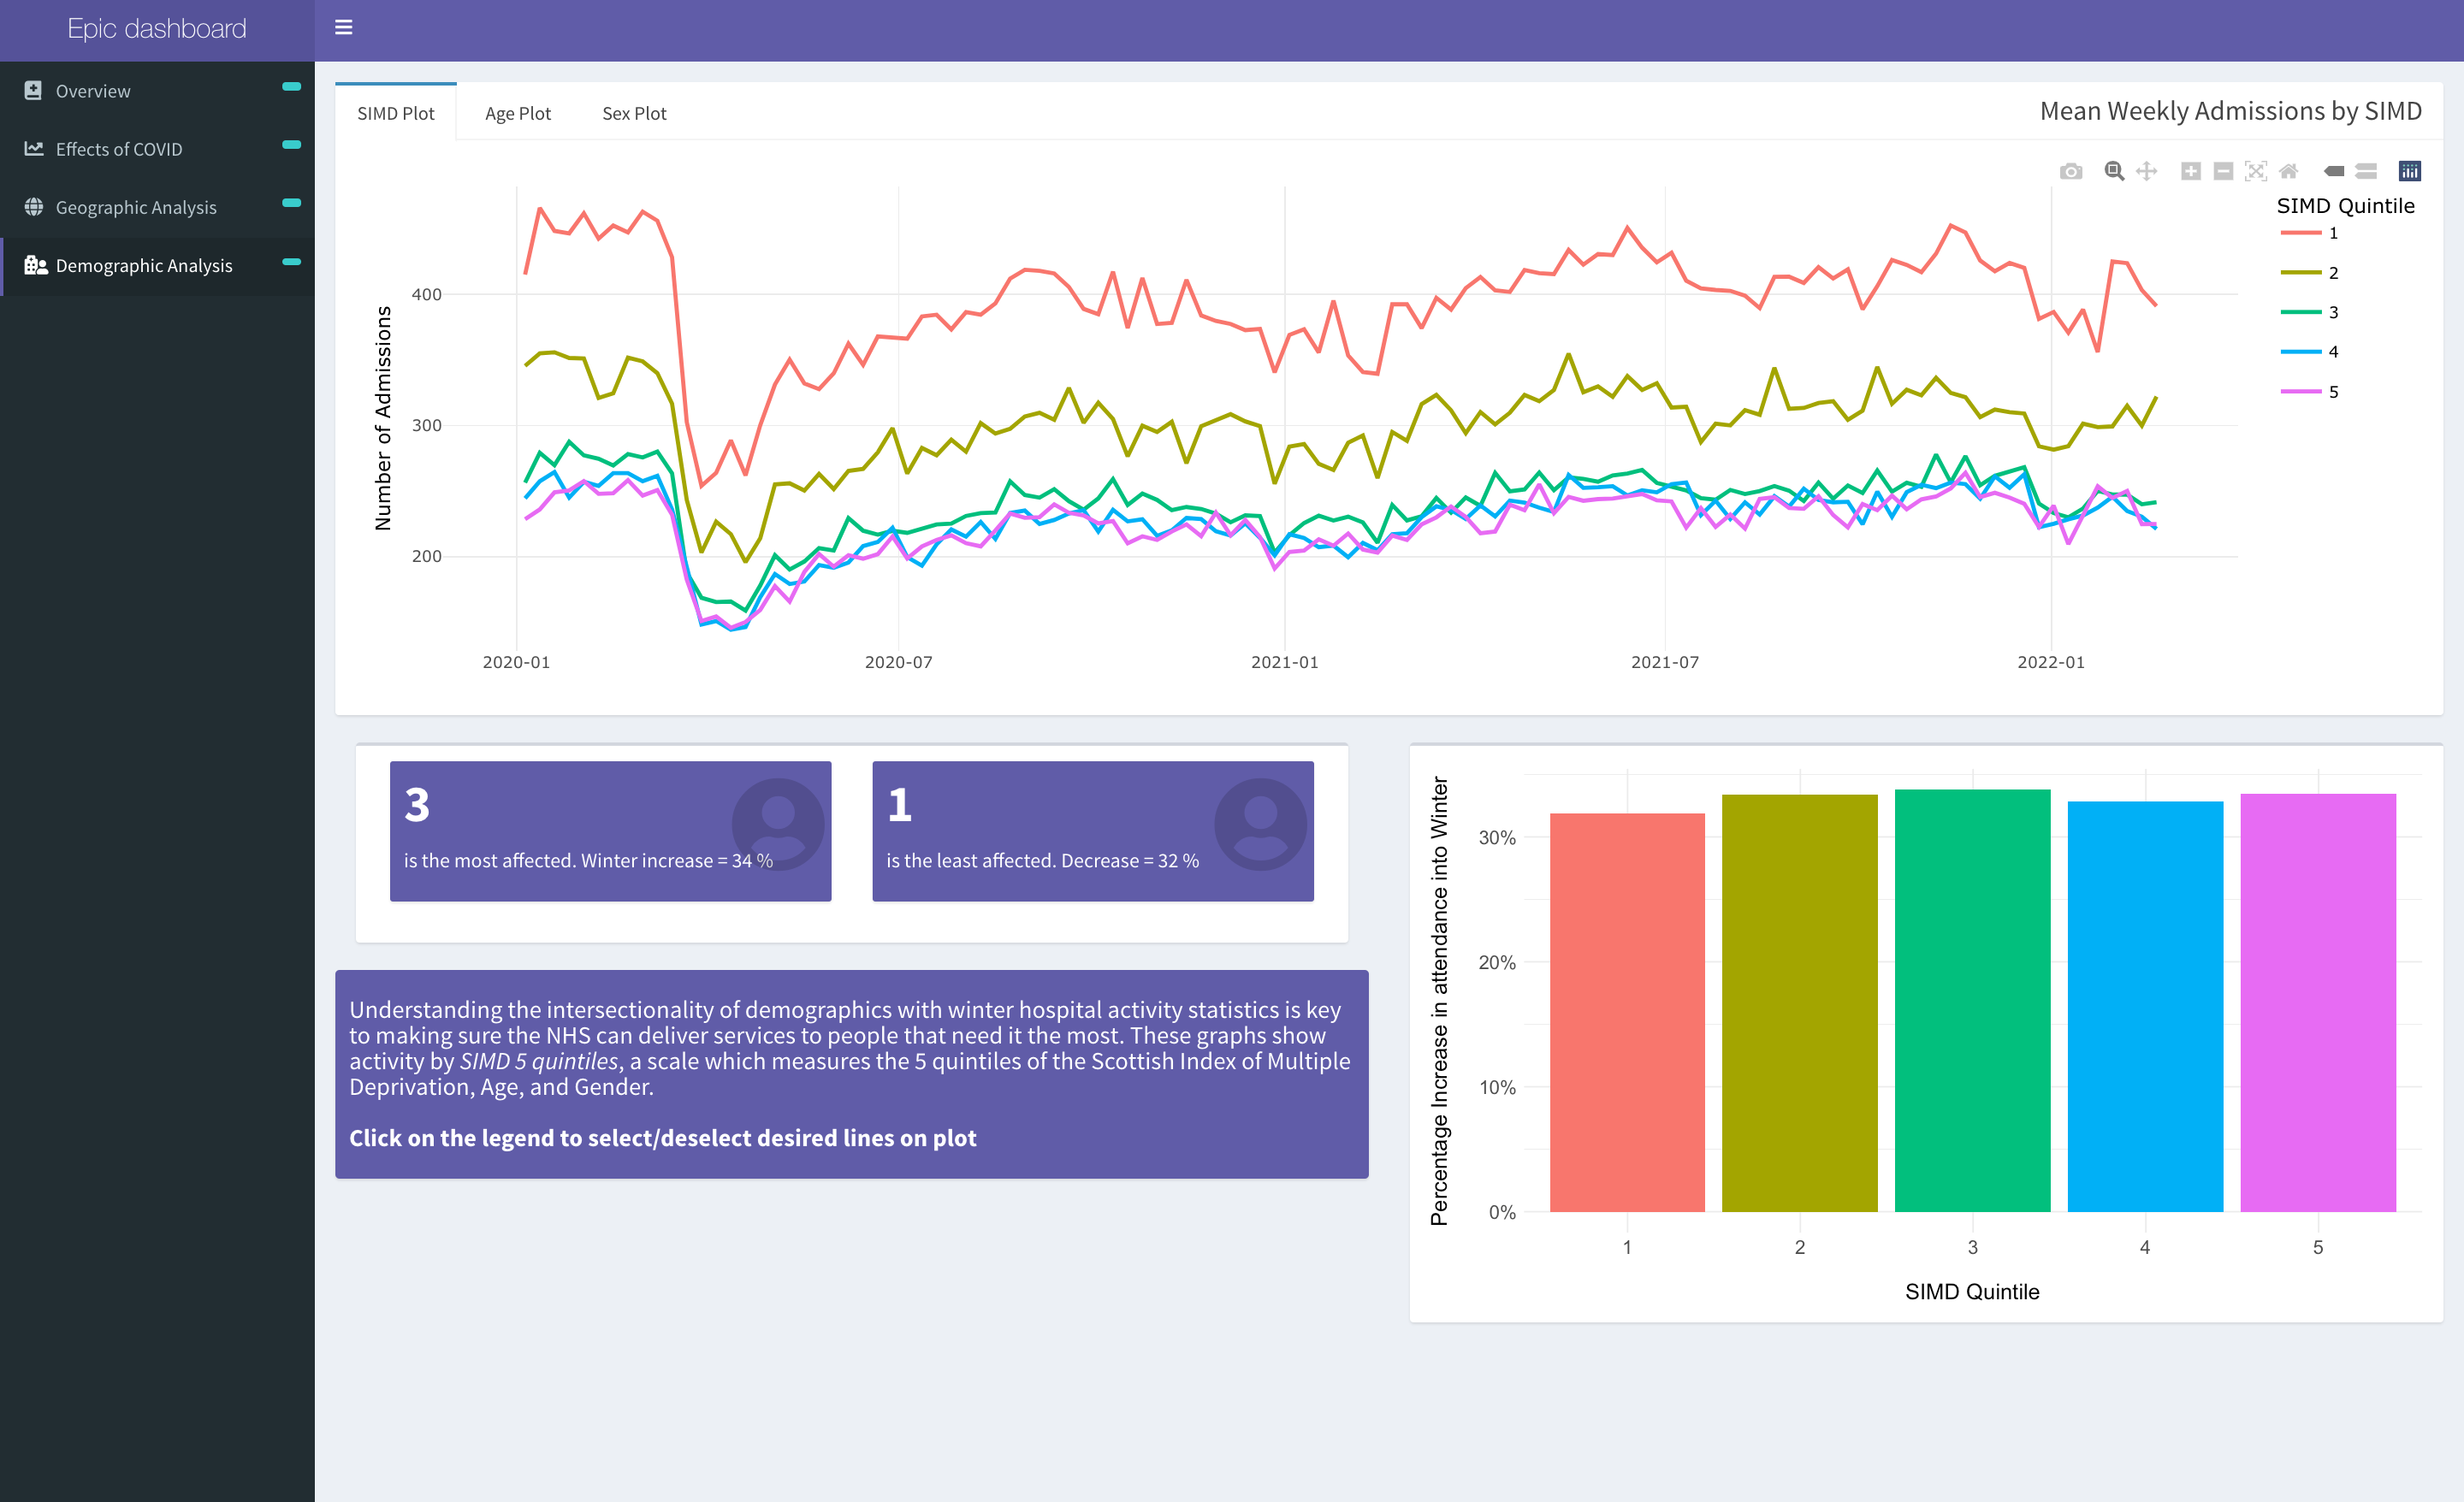 Epic dashboard
Overview
Effects of COVID
Geographic Analysis
Demographic Analysis
SIMD Plot
Age Plot
Sex Plot
Mean Weekly Admissions by SIMD
SIMD Quintile
1
2
3
4
5
Number of Admissions
400
300
200
2020-01
2020-07
2021-01
2021-07
2022-01
3
is the most affected. Winter increase = 34 %
1
is the least affected. Decrease = 32 %
Understanding the intersectionality of demographics with winter hospital activity statistics is key
to making sure the NHS can deliver services to people that need it the most. These graphs show
activity by SIMD 5 quintiles, a scale which measures the 5 quintiles of the Scottish Index of Multiple
Deprivation, Age, and Gender.
Click on the legend to select/deselect desired lines on plot
Percentage Increase in attendance into Winter
30%
20%
10%
0%
1
2
3
4
5
SIMD Quintile